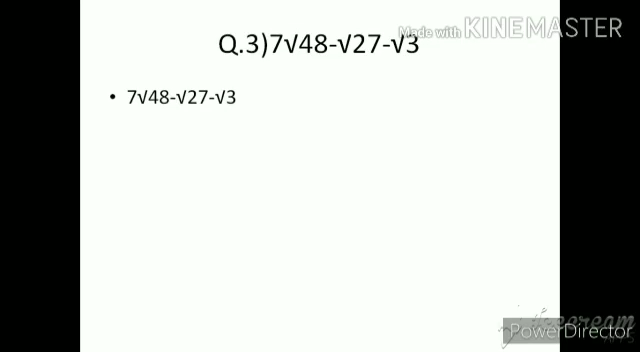 Made with KINEMASTER
Q.3)7√48-√27-√3
• 7√48-√27-√3
PowerDirector